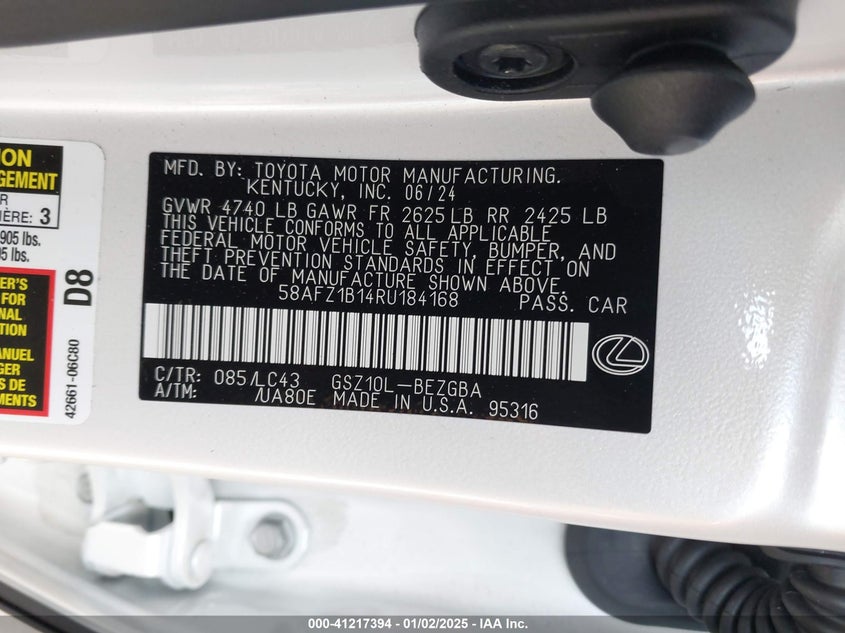 ION
GEMENT
R
IÈRE: 3
905 lbs.
05 lbs.
ER'S
FOR
NAL
TION
ANUEL
GER
S DE
MENTS
D8
42661-06C80
MFD. BY: TOYOTA MOTOR MANUFACTURING.
KENTUCKY, INC. 06/24
GVWR 4740 LB GAWR FR 2625 LB RR 2425 LB
THIS VEHICLE CONFORMS TO ALL APPLICABLE
FEDERAL MOTOR VEHICLE SAFETY, BUMPER, AND
THEFT PREVENTION STANDARDS IN EFFECT ON
THE DATE OF MANUFACTURE SHOWN ABOVE.
58AFZ1B14RU184168 PASS. CAR
C/TR: 085/LC43 GSZ10L-BEZGBA
A/TM: /UA80E MADE IN U.S.A. 95316
000-41217394 - 01/02/2025 - IAA Inc.